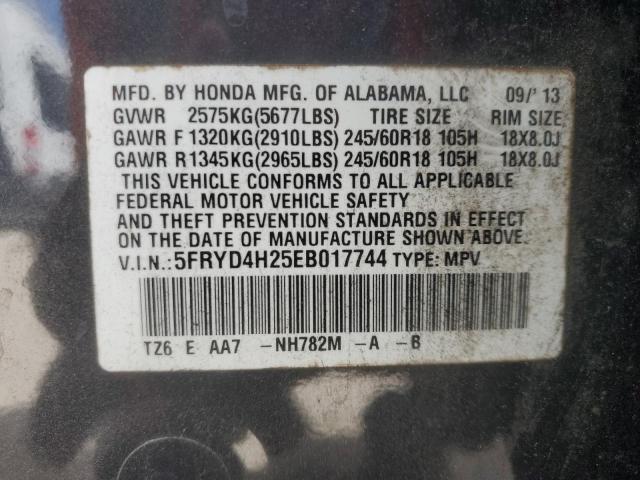 MFD. BY HONDA MFG. OF ALABAMA, LLC 09/' 13
GVWR 2575KG(5677LBS) TIRE SIZE RIM SIZE
GAWR F 1320KG(2910LBS) 245/60R18 105H 18X8.0J
GAWR R 1345KG(2965LBS) 245/60R18 105H 18X8.0J
THIS VEHICLE CONFORMS TO ALL APPLICABLE
FEDERAL MOTOR VEHICLE SAFETY
AND THEFT PREVENTION STANDARDS IN EFFECT
ON THE DATE OF MANUFACTURE SHOWN ABOVE.
V.I.N.: 5FRYD4H25EB017744 TYPE: MPV
TZ6 E AA7 -NH782M -A -B